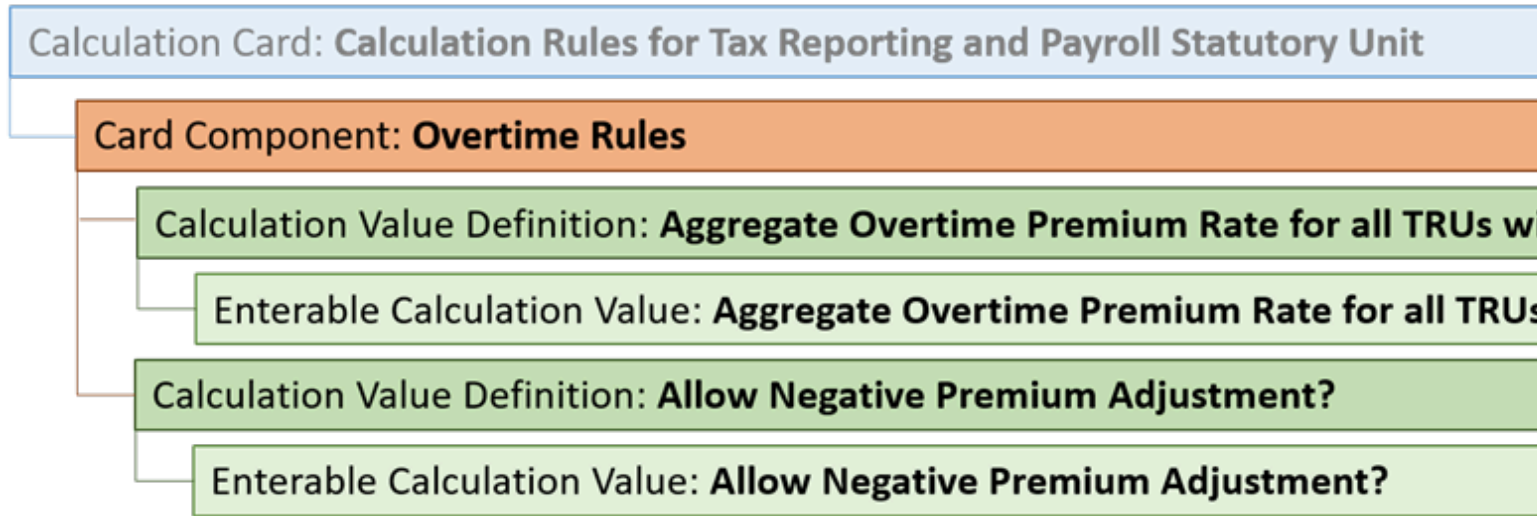 Calculation Card: Calculation Rules for Tax Reporting and Payroll Statutory Unit
Card Component: Overtime Rules
Calculation Value Definition: Aggregate Overtime Premium Rate for all TRUs
Enterable Calculation Value: Aggregate Overtime Premium Rate for all TRUs
Calculation Value Definition: Allow Negative Premium Adjustment?
Enterable Calculation Value: Allow Negative Premium Adjustment?